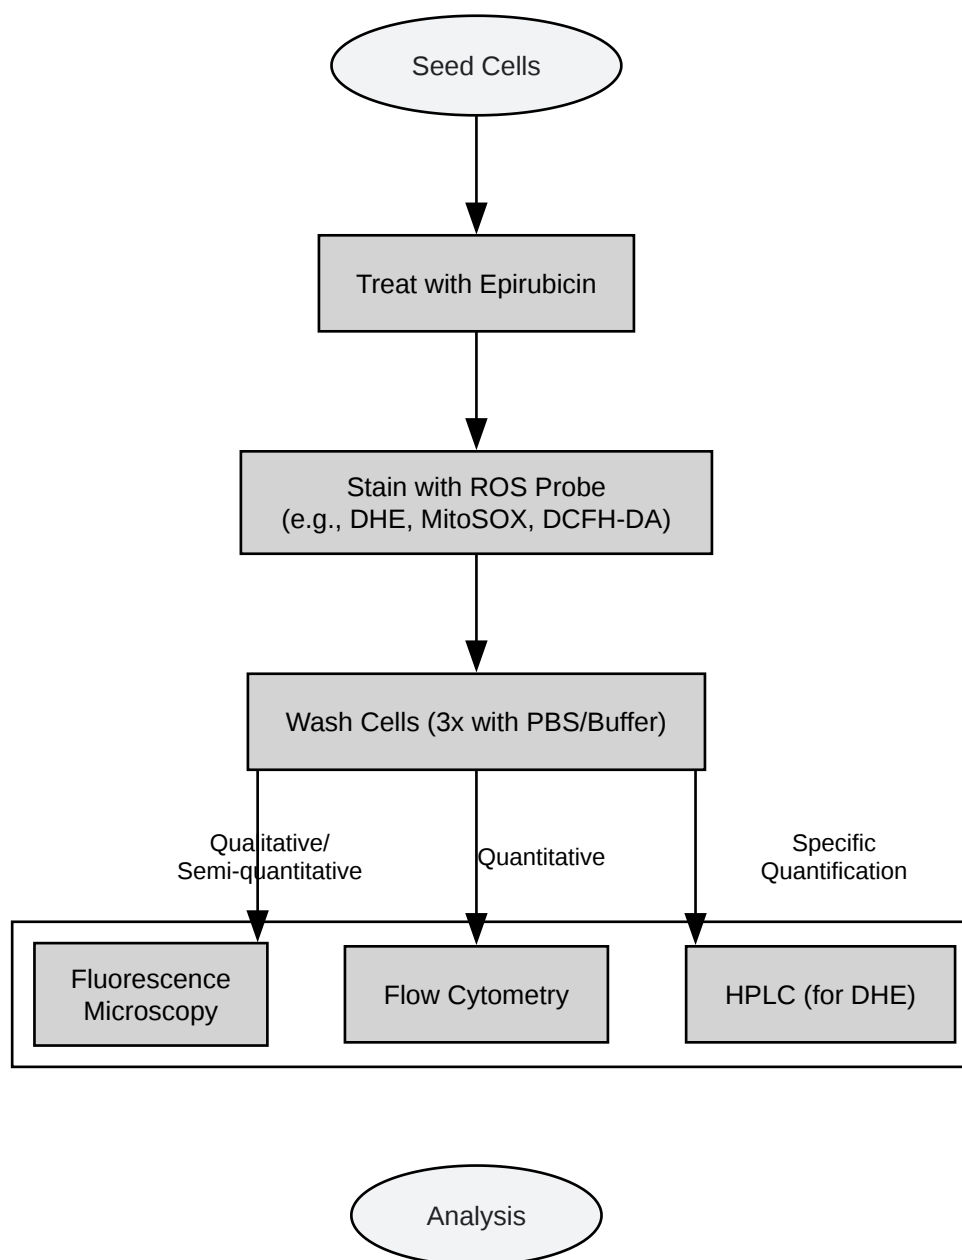 Seed Cells
Treat with Epirubicin
Stain with ROS Probe
(e.g., DHE, MitoSOX, DCFH-DA)
Wash Cells (3x with PBS/Buffer)
Qualitative/
Semi-quantitative
Quantitative
Specific
Quantification
Fluorescence
Microscopy
Flow Cytometry
HPLC (for DHE)
Analysis